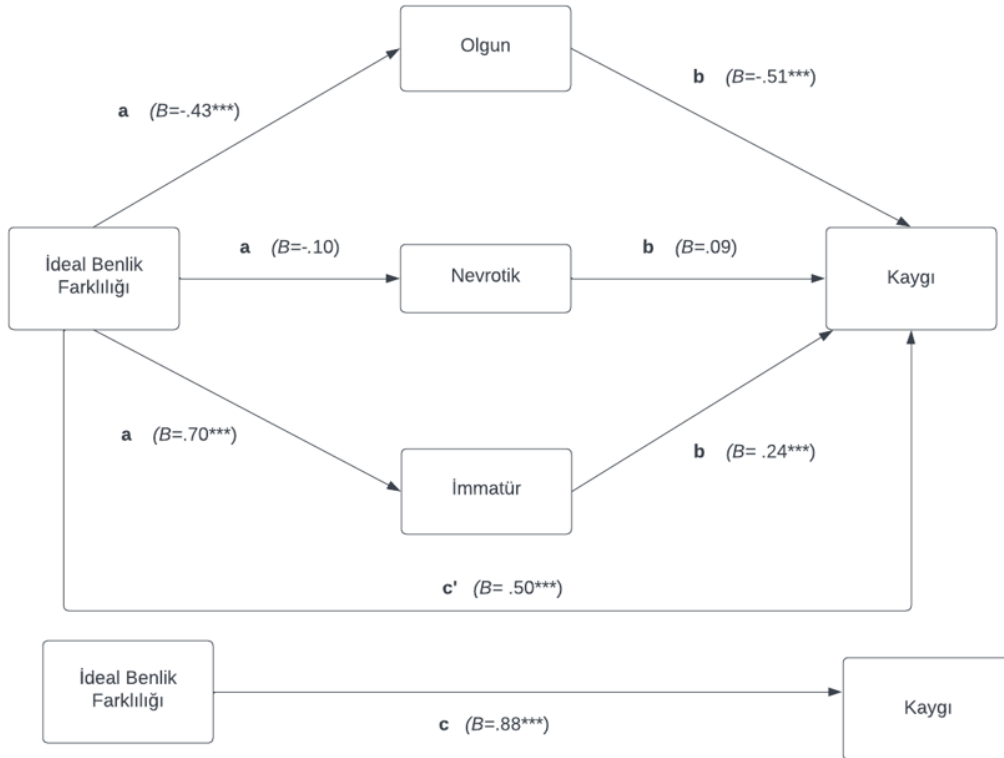 Olgun
a (B=-.43***)
b (B=-.51***)
İdeal Benlik
Farklılığı
a (B=-.10)
Nevrotik
b (B=.09)
Kaygı
a (B=.70***)
İmmatür
b (B= .24***)
c' (B= .50***)
İdeal Benlik
Farklılığı
c (B=.88***)
Kaygı